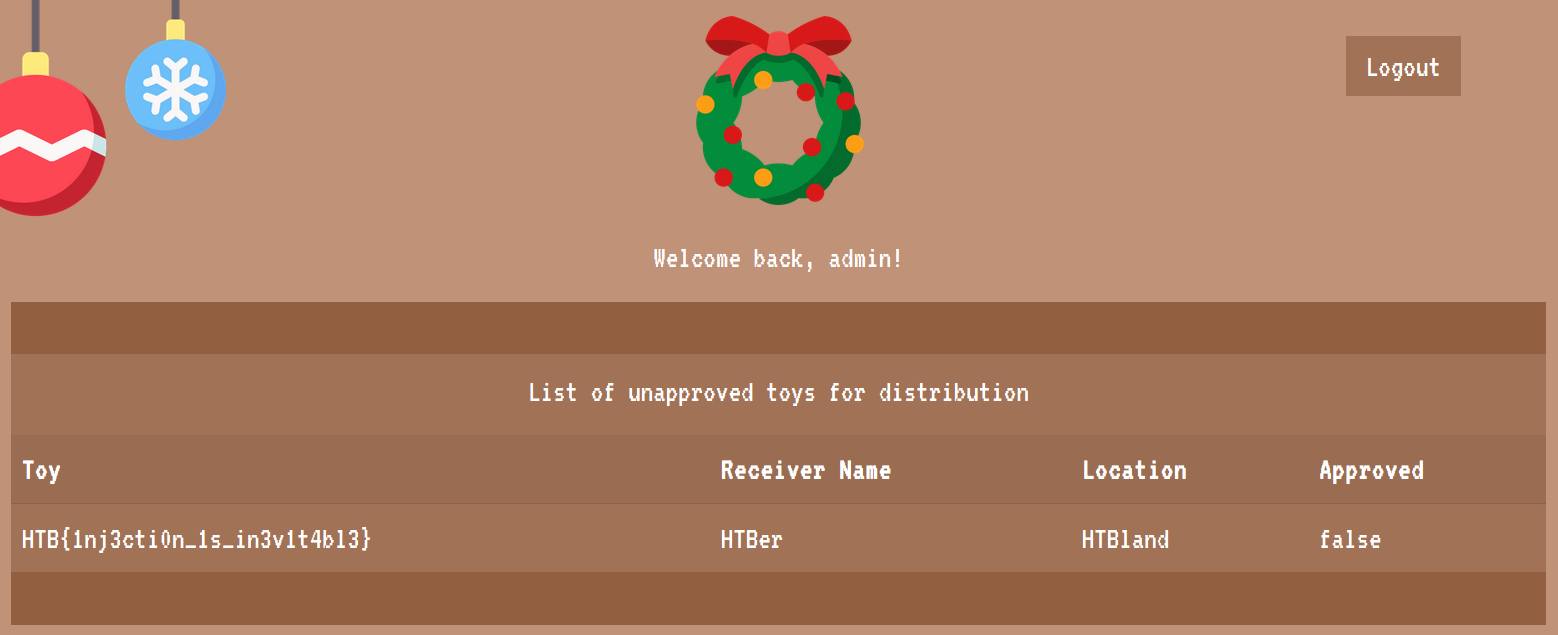 Logout
Welcome back, admin!
List of unapproved toys for distribution
Toy Receiver Name Location Approved
HTB{1nj3cti0n_1s_in3v1t4bl3} HTBer HTBland false